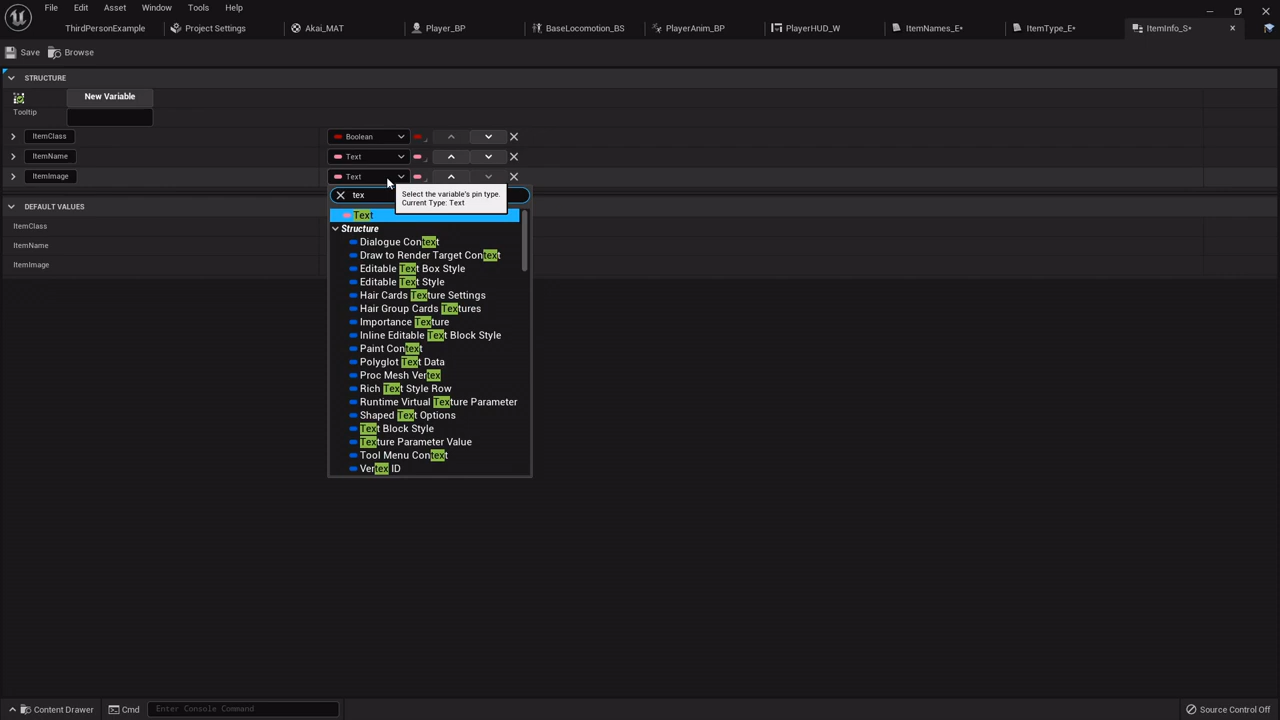 File Edit Asset Window Tools Help
ThirdPersonExample Project Settings Akai_MAT Player_BP BaseLocomotion_BS PlayerAnim_BP PlayerHUD_W ItemNames_E* ItemType_E* ItemInfo_S*
Save Browse
STRUCTURE
New Variable
Tooltip
ItemClass Boolean
ItemName Text
ItemImage Text
tex
Select the variable's pin type.
Current Type: Text
DEFAULT VALUES
ItemClass
ItemName
ItemImage
Text
Structure
Dialogue Context
Draw to Render Target Context
Editable Text Box Style
Editable Text Style
Hair Cards Texture Settings
Hair Group Cards Textures
Importance Texture
Inline Editable Text Block Style
Paint Context
Polyglot Text Data
Proc Mesh Vertex
Rich Text Style Row
Runtime Virtual Texture Parameter
Shaped Text Options
Text Block Style
Texture Parameter Value
Tool Menu Context
Vertex ID
Content Drawer Cmd Enter Console Command Source Control Off